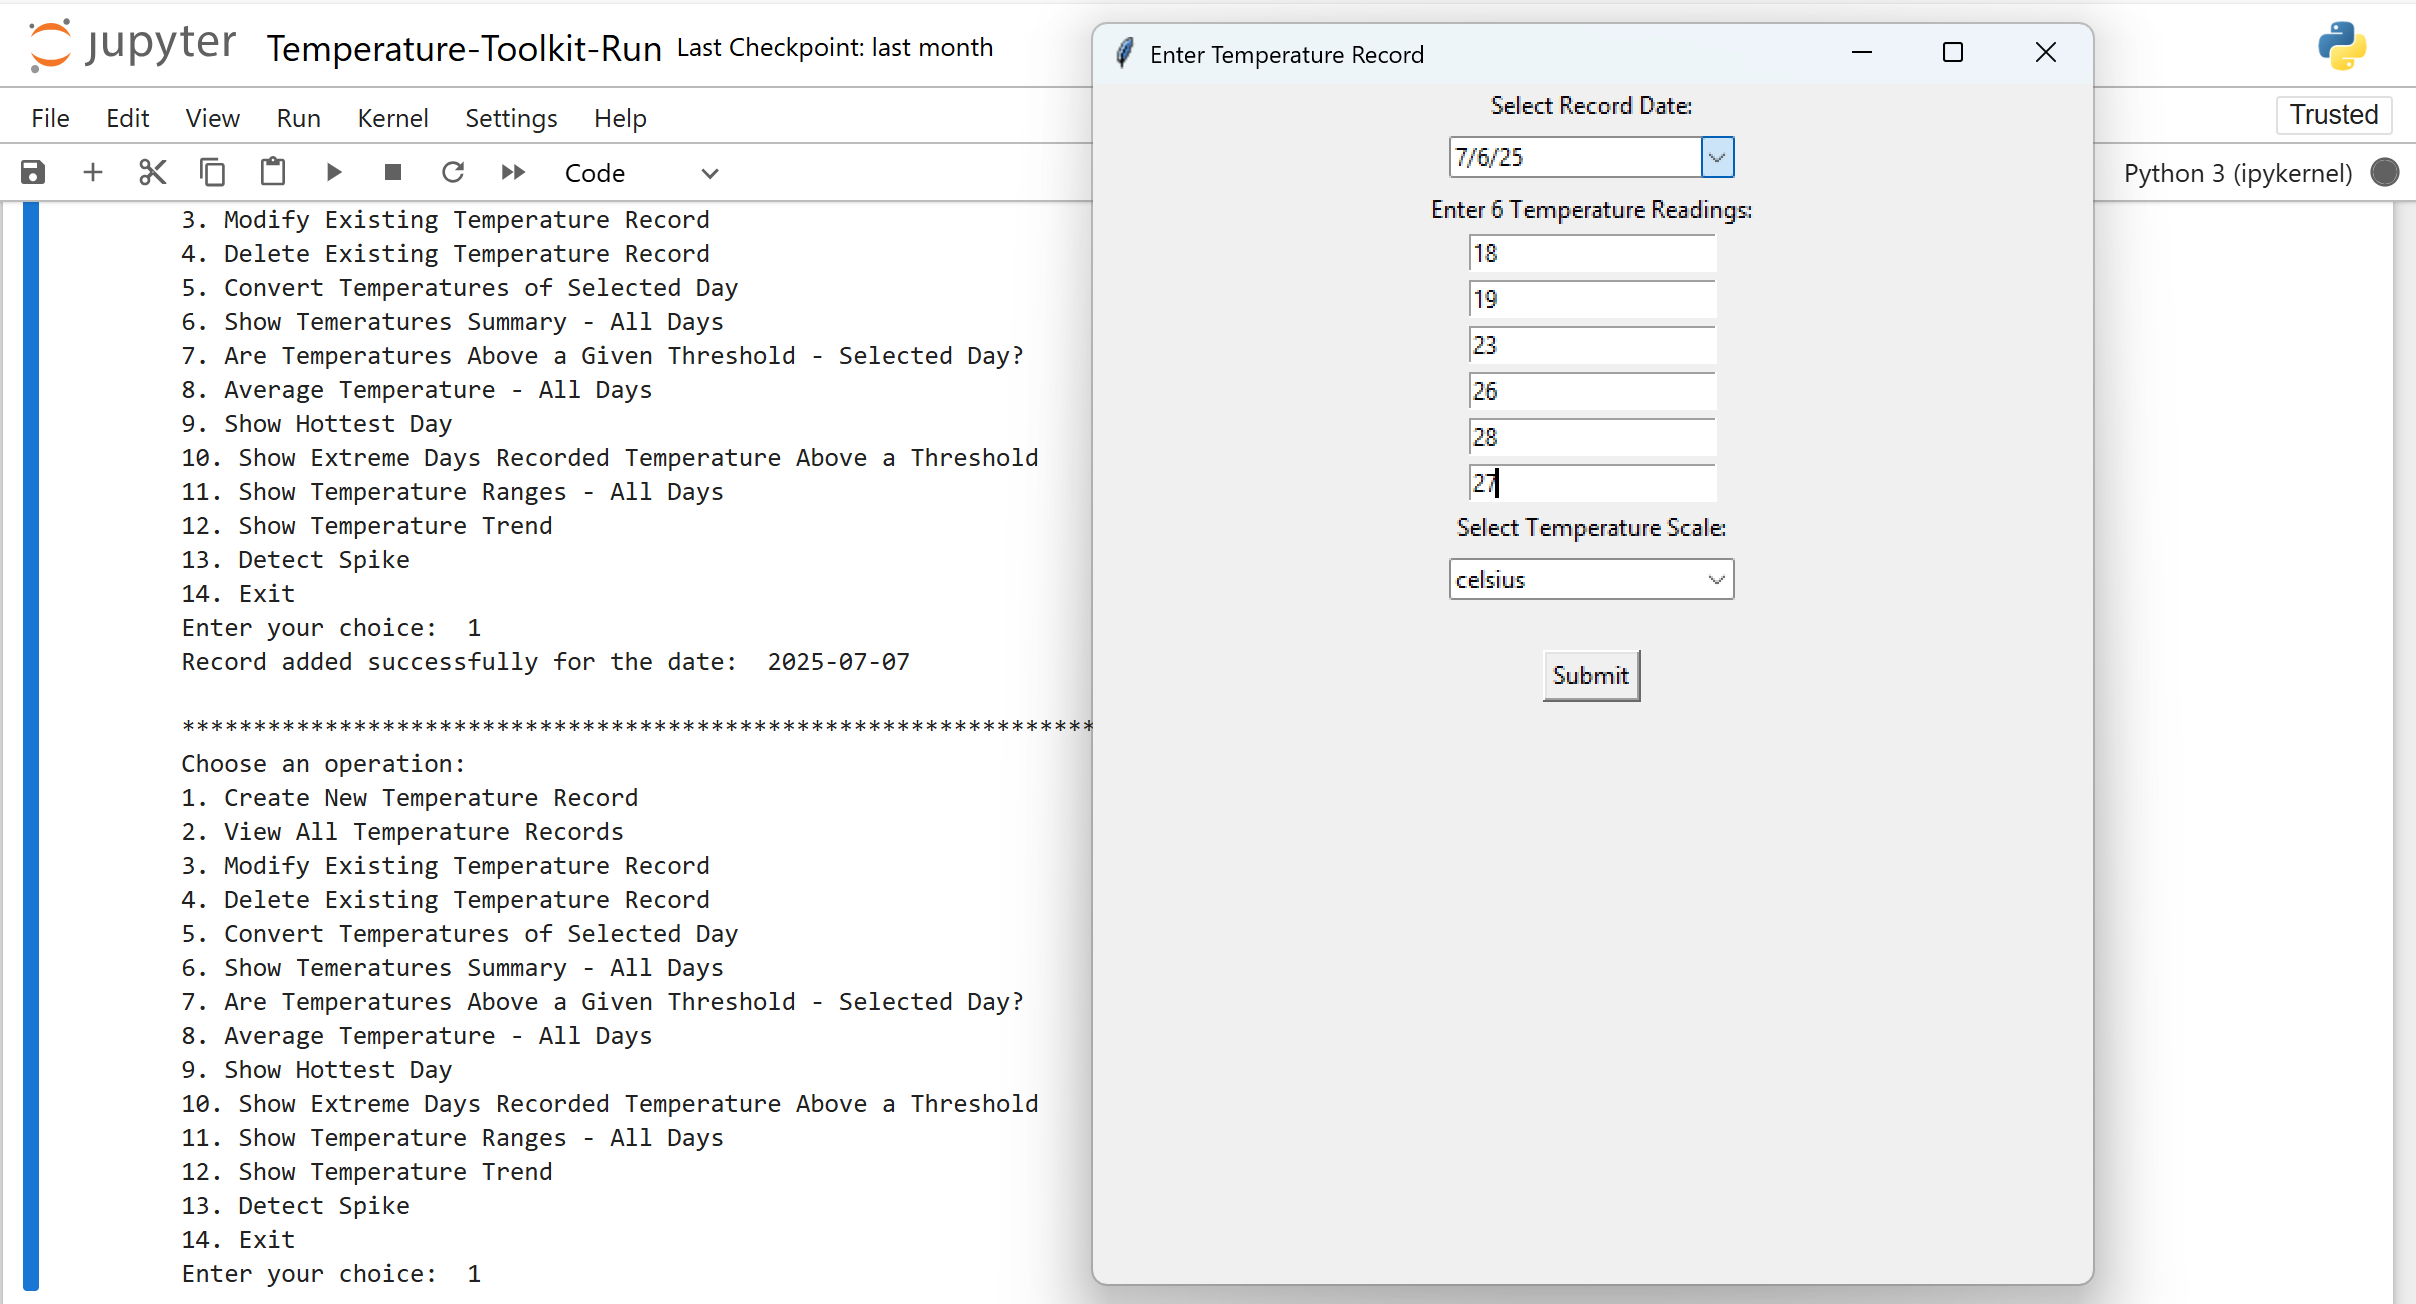 jupyter Temperature-Toolkit-Run Last Checkpoint: last month
File Edit View Run Kernel Settings Help
Trusted
Code
Python 3 (ipykernel)
3. Modify Existing Temperature Record
4. Delete Existing Temperature Record
5. Convert Temperatures of Selected Day
6. Show Temeratures Summary - All Days
7. Are Temperatures Above a Given Threshold - Selected Day?
8. Average Temperature - All Days
9. Show Hottest Day
10. Show Extreme Days Recorded Temperature Above a Threshold
11. Show Temperature Ranges - All Days
12. Show Temperature Trend
13. Detect Spike
14. Exit
Enter your choice: 1
Record added successfully for the date: 2025-07-07
****************************************************************
Choose an operation:
1. Create New Temperature Record
2. View All Temperature Records
3. Modify Existing Temperature Record
4. Delete Existing Temperature Record
5. Convert Temperatures of Selected Day
6. Show Temeratures Summary - All Days
7. Are Temperatures Above a Given Threshold - Selected Day?
8. Average Temperature - All Days
9. Show Hottest Day
10. Show Extreme Days Recorded Temperature Above a Threshold
11. Show Temperature Ranges - All Days
12. Show Temperature Trend
13. Detect Spike
14. Exit
Enter your choice: 1
Enter Temperature Record
Select Record Date:
7/6/25
Enter 6 Temperature Readings:
18
19
23
26
28
27
Select Temperature Scale:
celsius
Submit